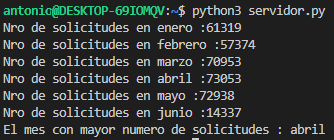 antonio@DESKTOP-69IOMQV:~$ python3 servidor.py
Nro de solicitudes en enero :61319
Nro de solicitudes en febrero :57374
Nro de solicitudes en marzo :70953
Nro de solicitudes en abril :73053
Nro de solicitudes en mayo :72938
Nro de solicitudes en junio :14337
El mes con mayor numero de solicitudes : abril